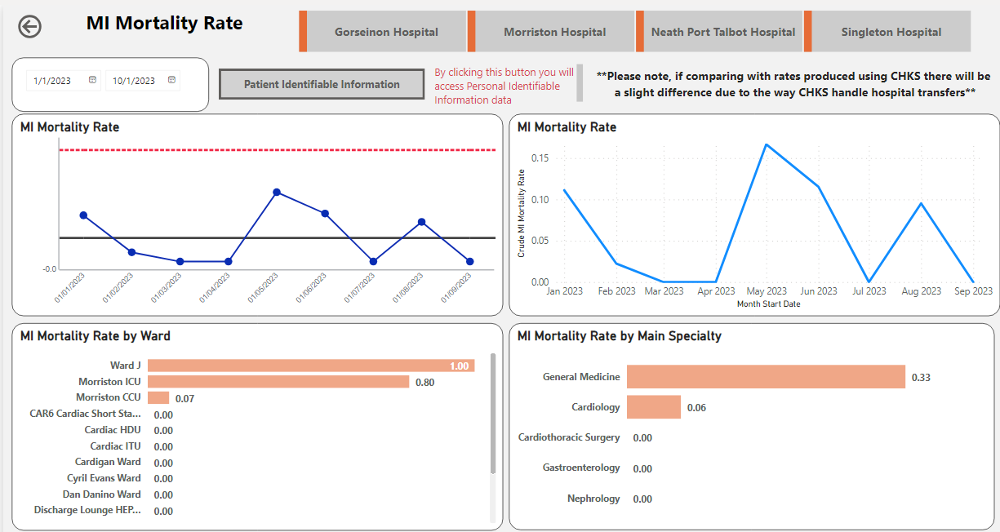 MI Mortality Rate
Gorseinon Hospital
Morriston Hospital
Neath Port Talbot Hospital
Singleton Hospital
1/1/2023
10/1/2023
Patient Identifiable Information
By clicking this button you will
access Personal Identifiable
Information data
**Please note, if comparing with rates produced using CHKS there will be
a slight difference due to the way CHKS handle hospital transfers**
MI Mortality Rate
-0.0
01/01/2023
01/02/2023
01/03/2023
01/04/2023
01/05/2023
01/06/2023
01/07/2023
01/08/2023
01/09/2023
MI Mortality Rate
Crude MI Mortality Rate
0.15
0.10
0.05
0.00
Jan 2023
Feb 2023
Mar 2023
Apr 2023
May 2023
Jun 2023
Jul 2023
Aug 2023
Sep 2023
Month Start Date
MI Mortality Rate by Ward
Ward J 1.00
Morriston ICU 0.80
Morriston CCU 0.07
CAR6 Cardiac Short Sta... 0.00
Cardiac HDU 0.00
Cardiac ITU 0.00
Cardigan Ward 0.00
Cyril Evans Ward 0.00
Dan Danino Ward 0.00
Discharge Lounge HEP... 0.00
MI Mortality Rate by Main Specialty
General Medicine 0.33
Cardiology 0.06
Cardiothoracic Surgery 0.00
Gastroenterology 0.00
Nephrology 0.00